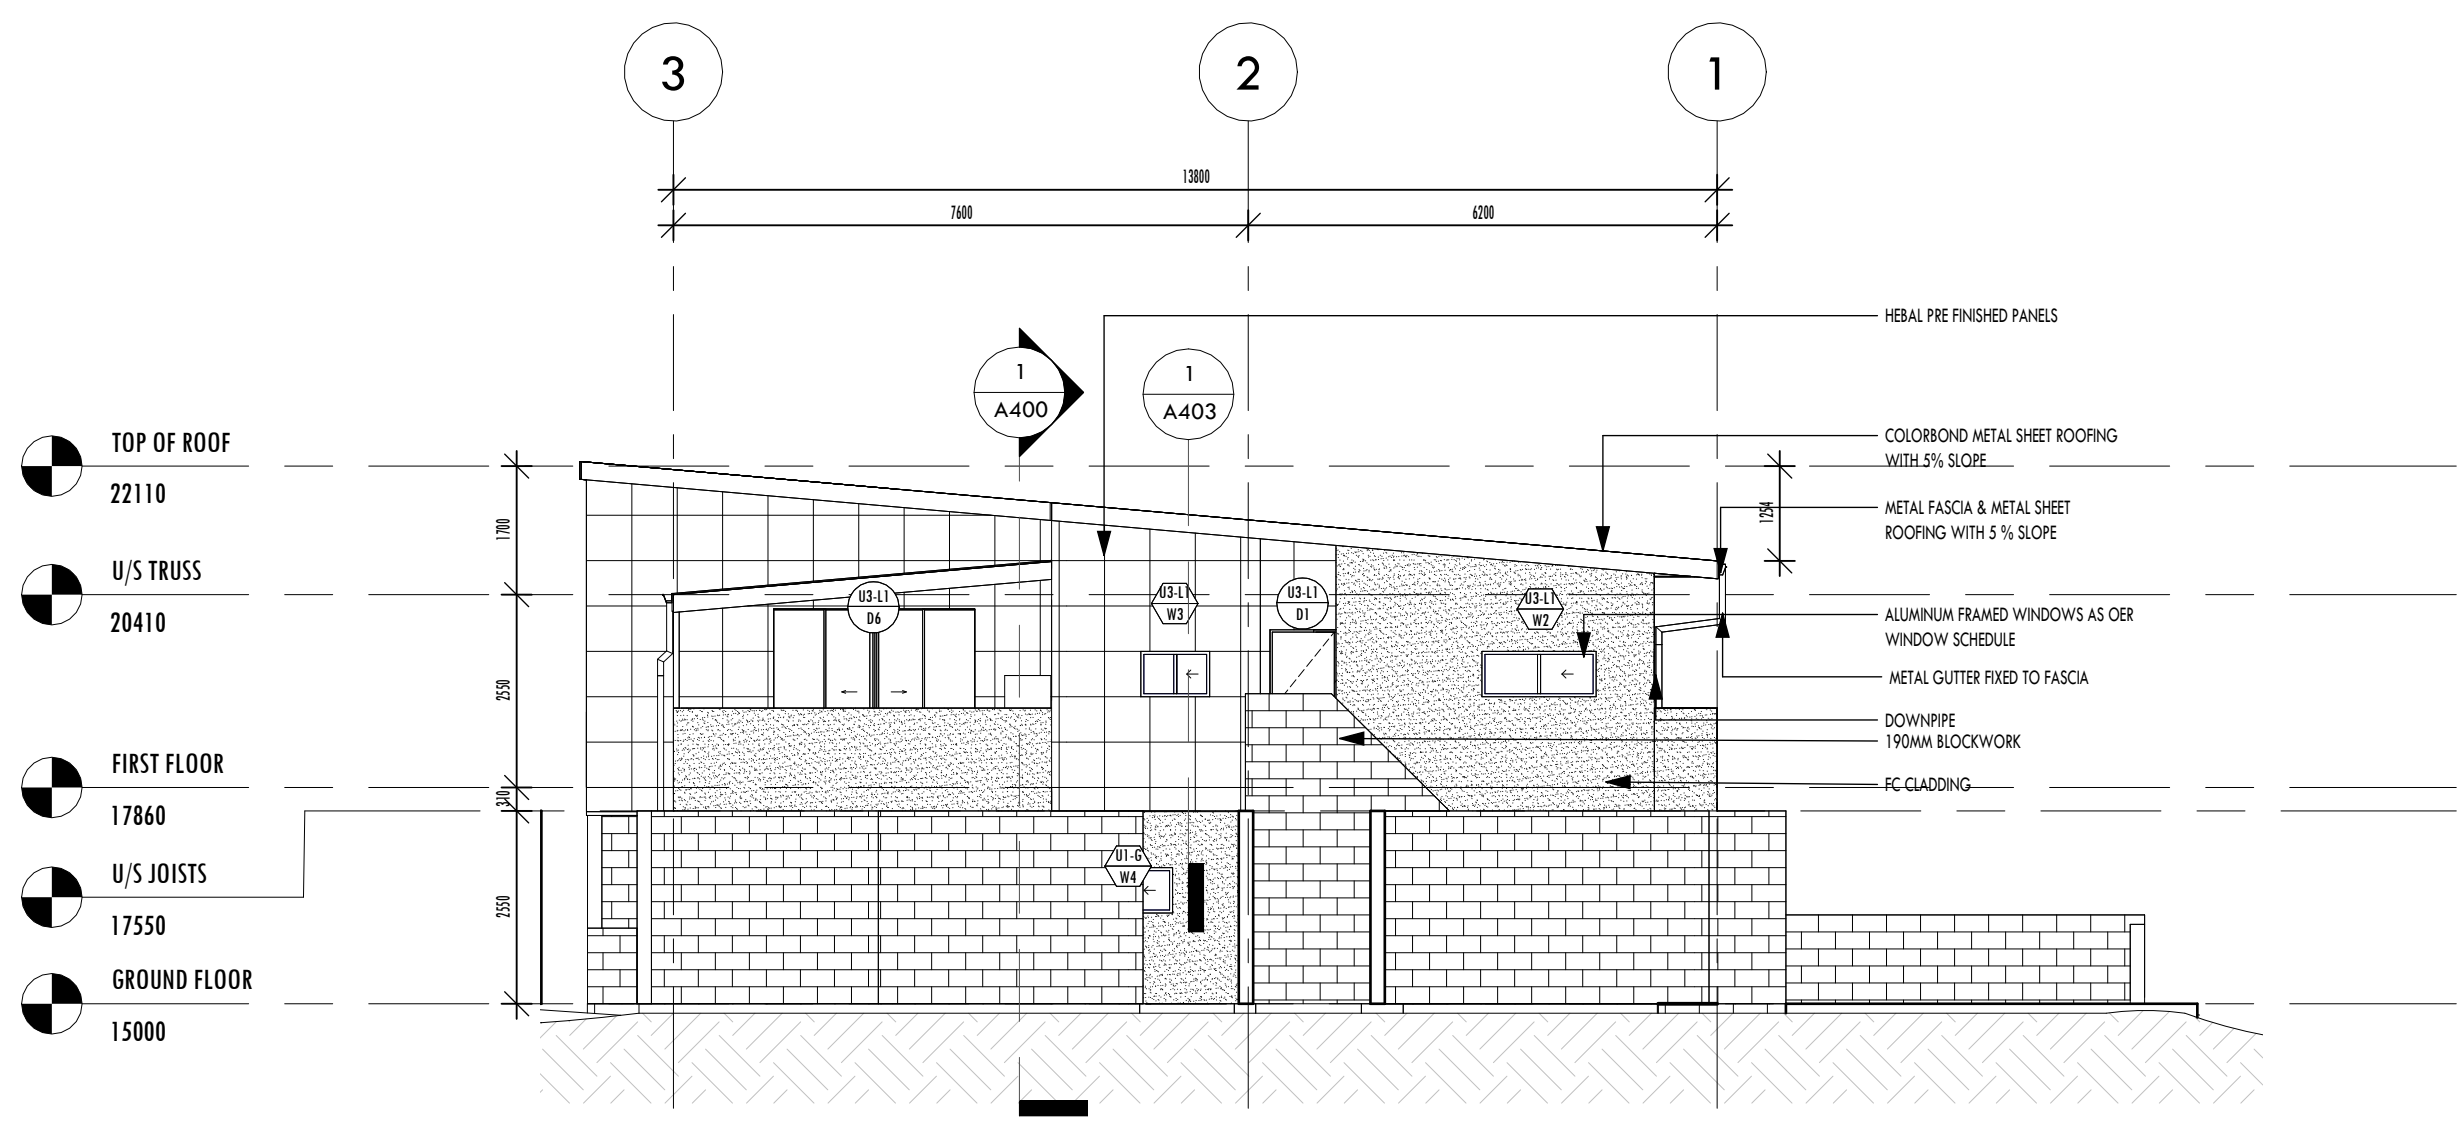 3
2
1
13800
7600
6200
HEBAL PRE FINISHED PANELS
1
A400
1
A403
TOP OF ROOF
22110
COLORBOND METAL SHEET ROOFING
WITH 5% SLOPE
1700
1254
METAL FASCIA & METAL SHEET
ROOFING WITH 5 % SLOPE
U/S TRUSS
20410
U3-L1
D6
U3-L1
W3
U3-L1
D1
U3-L1
W2
ALUMINUM FRAMED WINDOWS AS OER
WINDOW SCHEDULE
2550
METAL GUTTER FIXED TO FASCIA
DOWNPIPE
190MM BLOCKWORK
FIRST FLOOR
17860
310
FC CLADDING
U/S JOISTS
17550
U1-G
W4
2550
GROUND FLOOR
15000